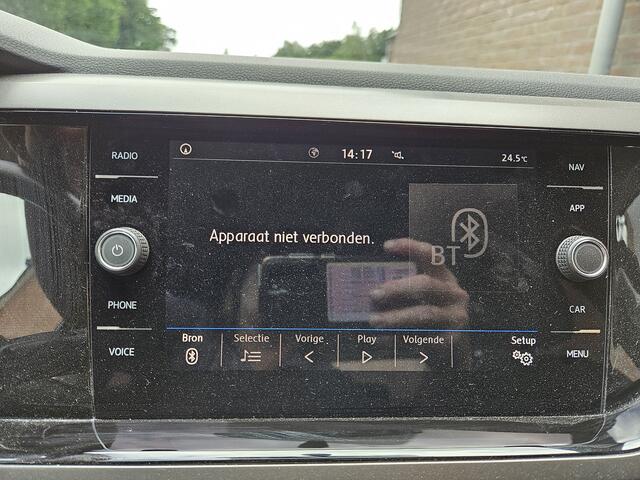 RADIO
MEDIA
PHONE
VOICE
14:17
24.5°C
Apparaat niet verbonden.
BT
Bron
Selectie
Vorige
Play
Volgende
Setup
NAV
APP
CAR
MENU